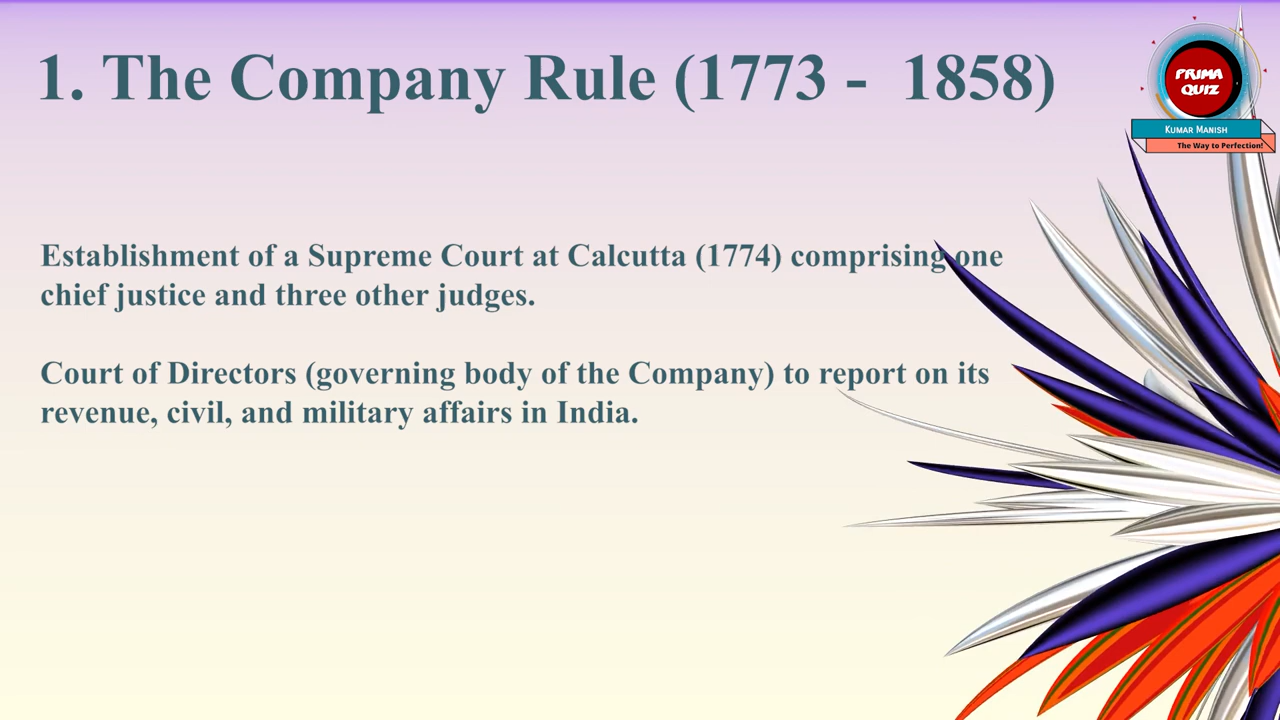 1. The Company Rule (1773 - 1858)
PRIMA
QUIZ
KUMAR MANISH
The Way to Perfection!
Establishment of a Supreme Court at Calcutta (1774) comprising one
chief justice and three other judges.
Court of Directors (governing body of the Company) to report on its
revenue, civil, and military affairs in India.